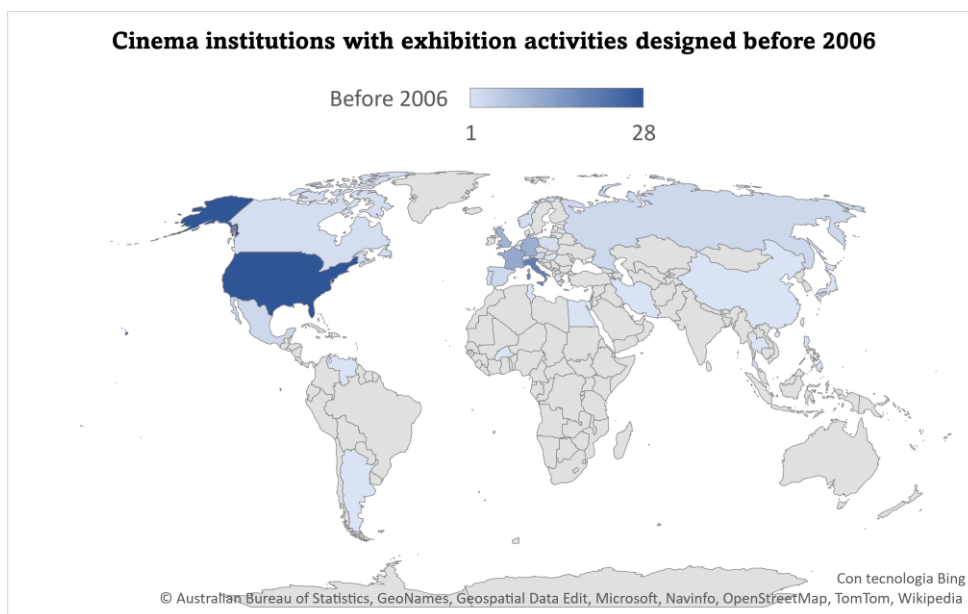 Cinema institutions with exhibition activities designed before 2006
Before 2006
1 28
Con tecnologia Bing
© Australian Bureau of Statistics, GeoNames, Geospatial Data Edit, Microsoft, Navinfo, OpenStreetMap, TomTom, Wikipedia